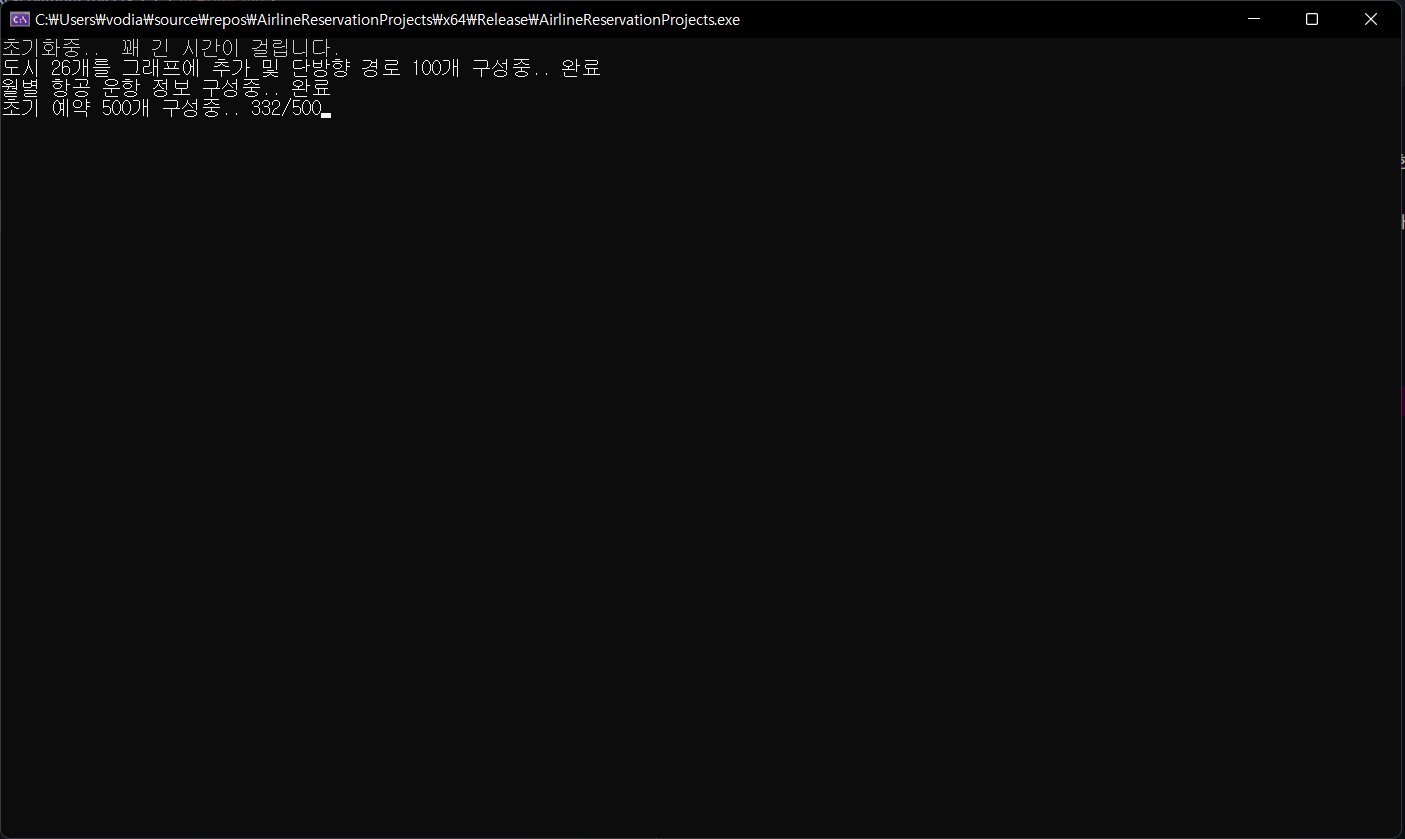 C:₩Users₩vodia₩source₩repos₩AirlineReservationProjects₩x64₩Release₩AirlineReservationProjects.exe
초기화중.. 꽤 긴 시간이 걸립니다.
도시 26개를 그래프에 추가 및 단방향 경로 100개 구성중.. 완료
월별 항공 운항 정보 구성중.. 완료
초기 예약 500개 구성중.. 332/500